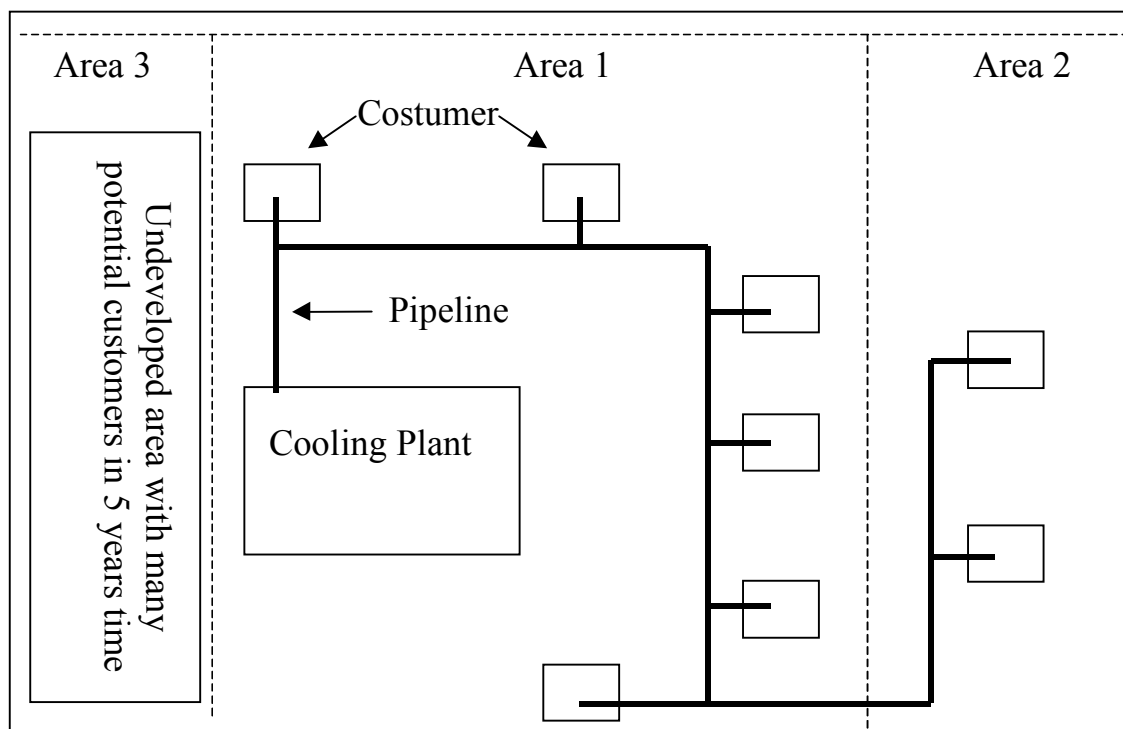 Area 3
Area 1
Area 2
Costumer
Pipeline
Cooling Plant
Undeveloped area with many
potential customers in 5 years time